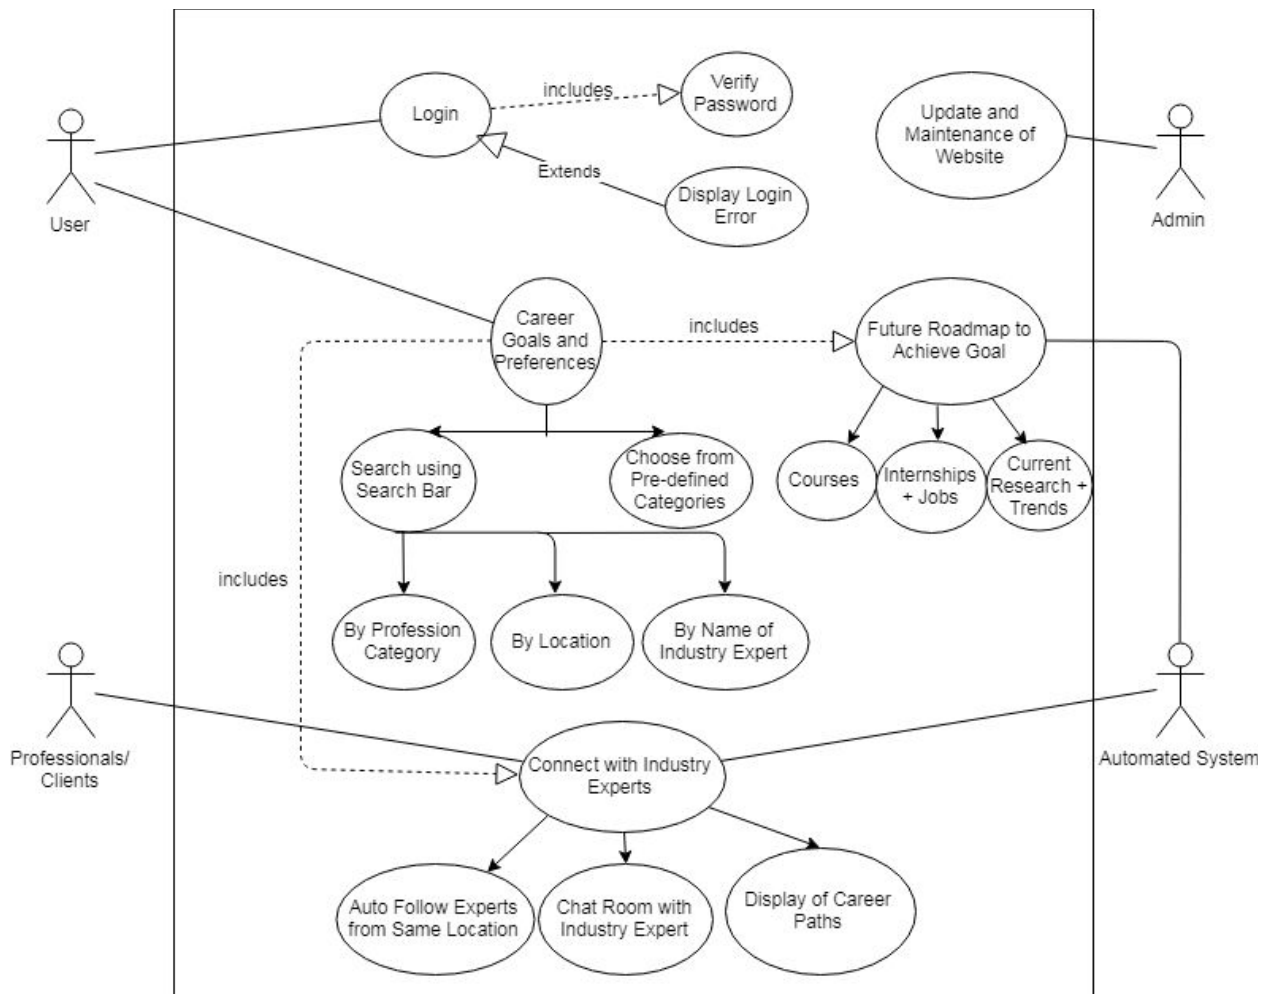 includes
Verify
Password
Login
Update and
Maintenance of
Website
Extends
Display Login
Error
User
Admin
Career
Goals and
Preferences
includes
Future Roadmap to
Achieve Goal
Search using
Search Bar
Choose from
Pre-defined
Categories
Courses
Internships
+ Jobs
Current
Research +
Trends
includes
By Profession
Category
By Location
By Name of
Industry Expert
Professionals/
Clients
Connect with Industry
Experts
Automated System
Auto Follow Experts
from Same Location
Chat Room with
Industry Expert
Display of Career
Paths